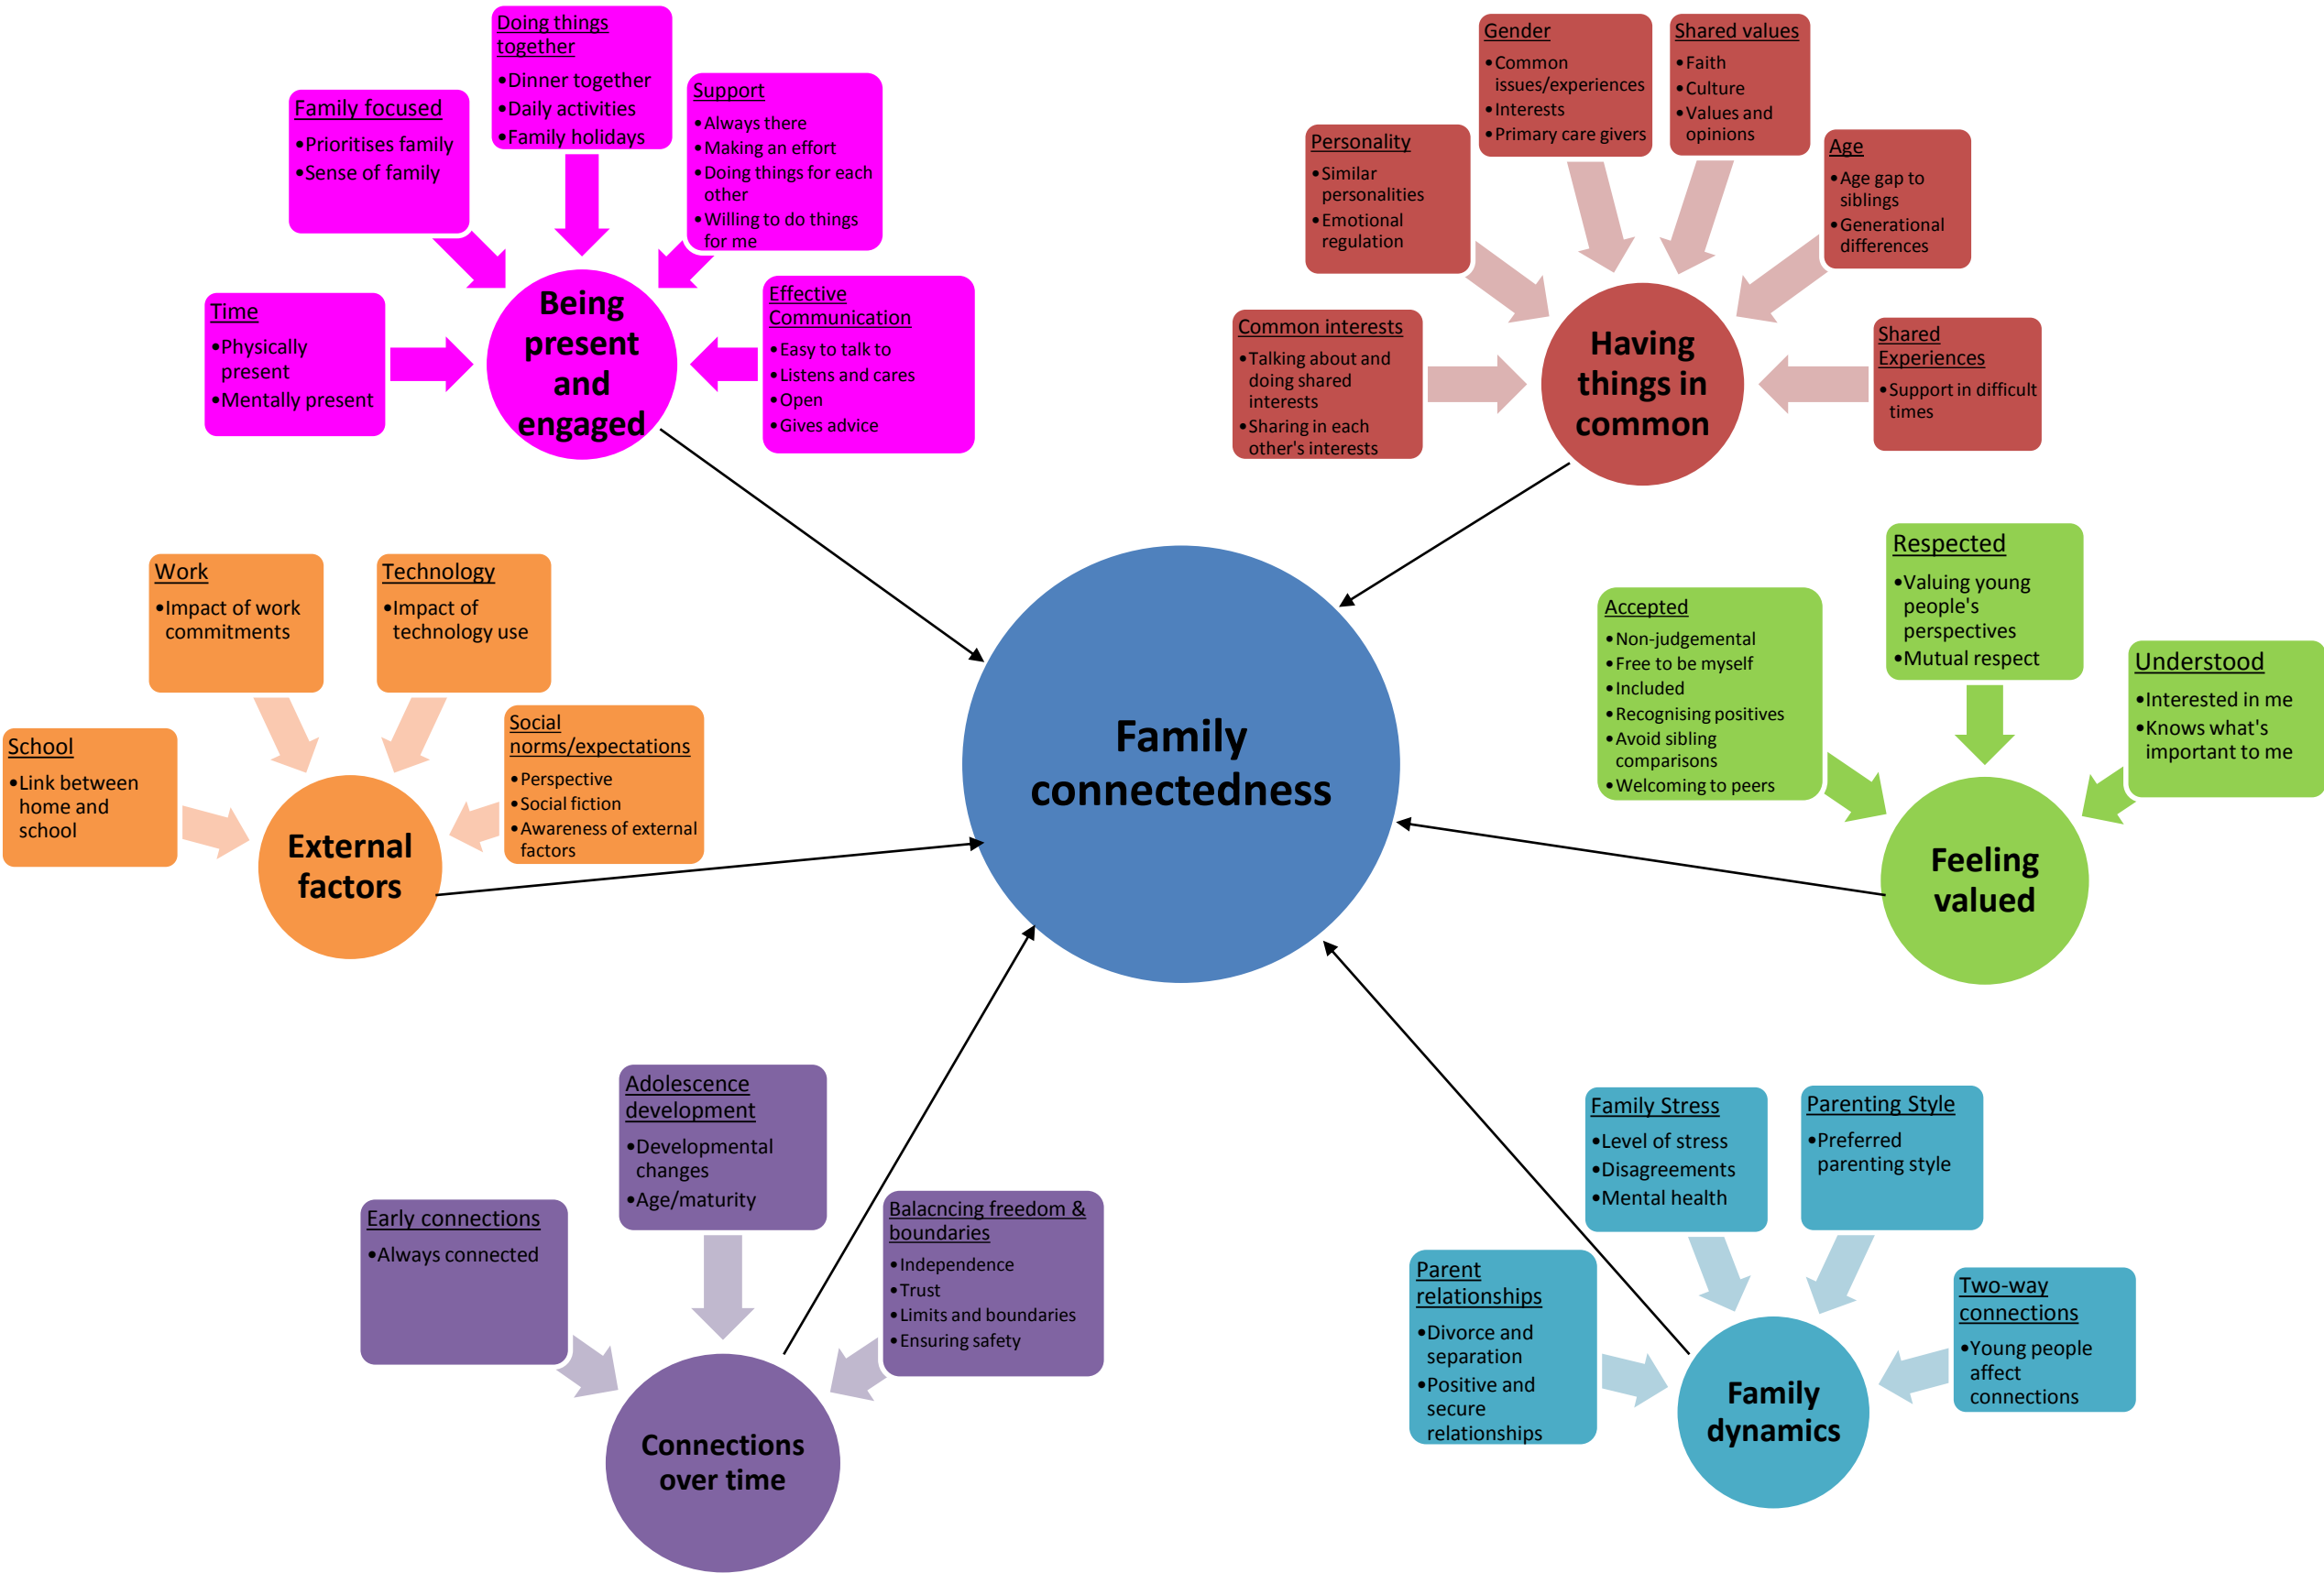 Doing things
together
•Dinner together
•Daily activities
•Family holidays
Family focused
•Prioritises family
•Sense of family
Support
•Always there
•Making an effort
•Doing things for each
other
•Willing to do things
for me
Time
•Physically
present
•Mentally present
Effective
Communication
•Easy to talk to
•Listens and cares
•Open
•Gives advice
Being
present
and
engaged
Gender
•Common
issues/experiences
•Interests
•Primary care givers
Shared values
•Faith
•Culture
•Values and
opinions
Personality
•Similar
personalities
•Emotional
regulation
Age
•Age gap to
siblings
•Generational
differences
Common interests
•Talking about and
doing shared
interests
•Sharing in each
other's interests
Shared
Experiences
•Support in difficult
times
Having
things in
common
Work
•Impact of work
commitments
Technology
•Impact of
technology use
School
•Link between
home and
school
Social
norms/expectations
•Perspective
•Social fiction
•Awareness of external
factors
External
factors
Family
connectedness
Respected
•Valuing young
people's
perspectives
•Mutual respect
Accepted
•Non-judgemental
•Free to be myself
•Included
•Recognising positives
•Avoid sibling
comparisons
•Welcoming to peers
Understood
•Interested in me
•Knows what's
important to me
Feeling
valued
Adolescence
development
•Developmental
changes
•Age/maturity
Early connections
•Always connected
Balacncing freedom &
boundaries
•Independence
•Trust
•Limits and boundaries
•Ensuring safety
Connections
over time
Family Stress
•Level of stress
•Disagreements
•Mental health
Parenting Style
•Preferred
parenting style
Parent
relationships
•Divorce and
separation
•Positive and
secure
relationships
Two-way
connections
•Young people
affect
connections
Family
dynamics